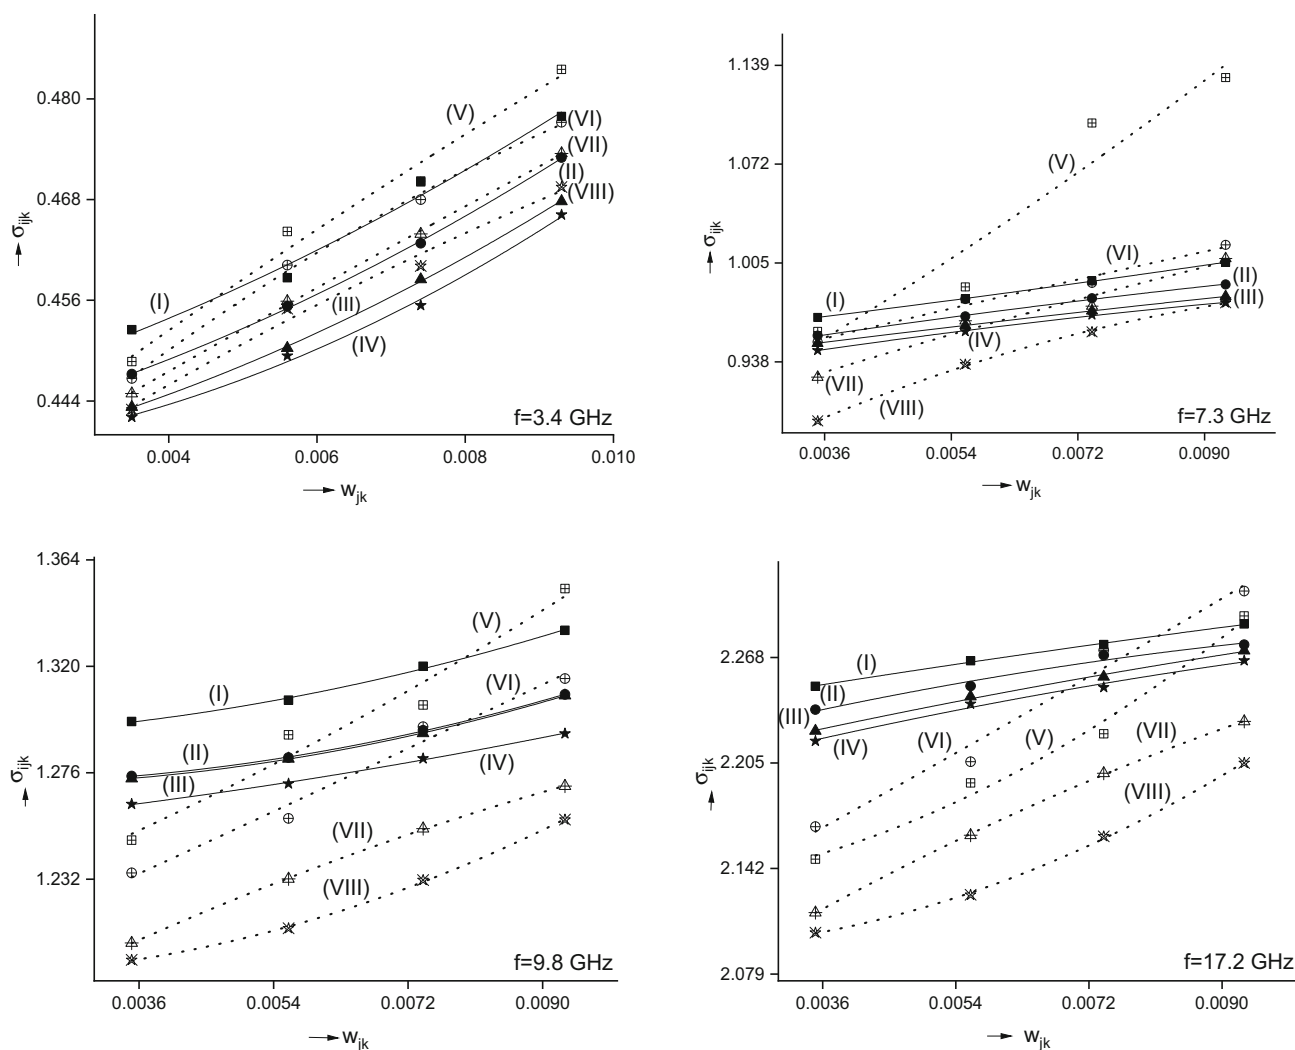 0.480
0.468
0.456
0.444
σijk
(V)
(VI)
(VII)
(II)
(VIII)
(I)
(III)
(IV)
f=3.4 GHz
0.004
0.006
0.008
0.010
wjk
1.139
1.072
1.005
0.938
σijk
(V)
(VI)
(I)
(II)
(III)
(IV)
(VII)
(VIII)
f=7.3 GHz
0.0036
0.0054
0.0072
0.0090
wjk
1.364
1.320
1.276
1.232
σijk
(V)
(I)
(VI)
(II)
(IV)
(III)
(VII)
(VIII)
f=9.8 GHz
0.0036
0.0054
0.0072
0.0090
wjk
2.268
2.205
2.142
2.079
σijk
(I)
(II)
(III)
(IV)
(VI)
(V)
(VII)
(VIII)
f=17.2 GHz
0.0036
0.0054
0.0072
0.0090
wjk